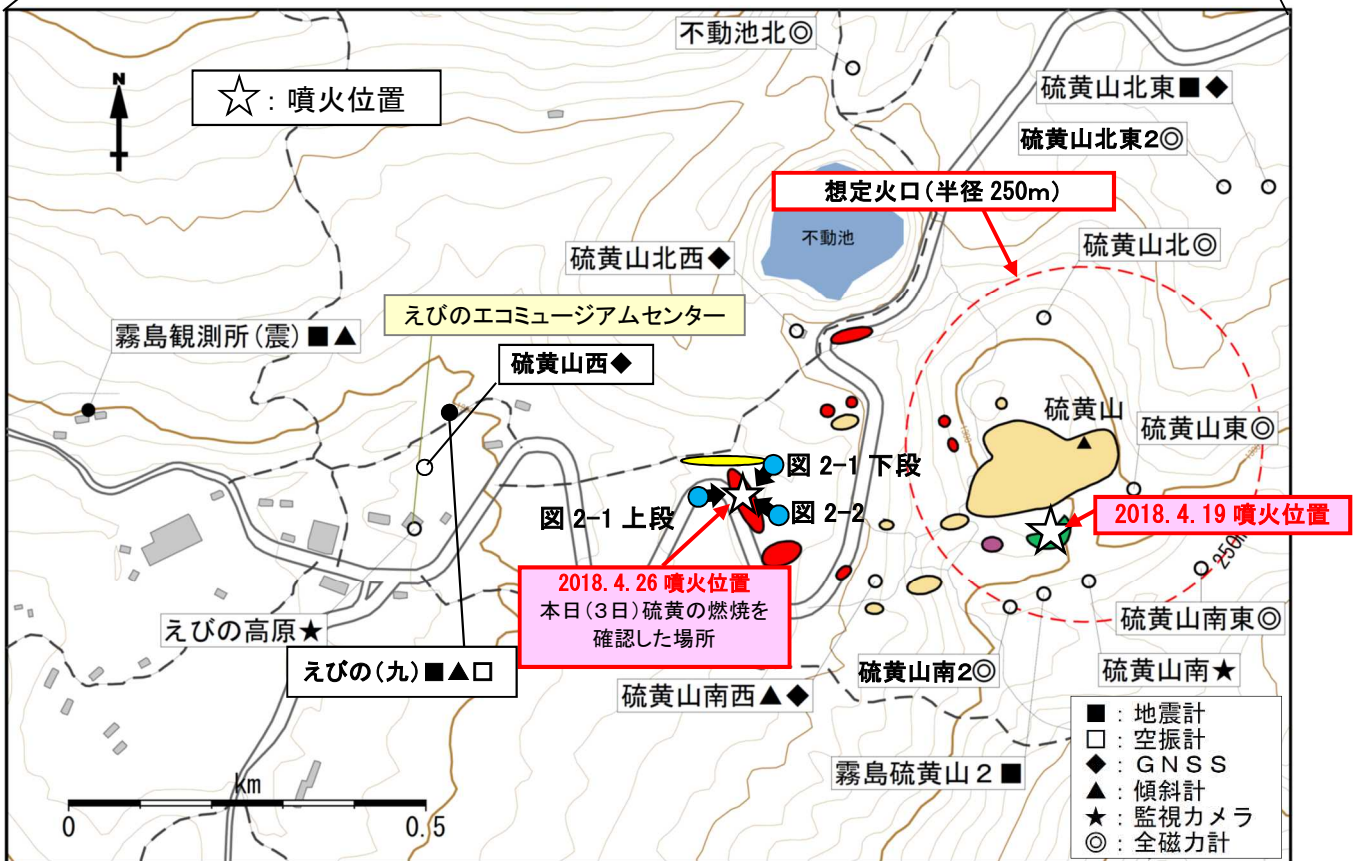 不動池北◎
N
☆：噴火位置
硫黄山北東■◆
硫黄山北東2◎
想定火口（半径 250m）
不動池
硫黄山北◎
硫黄山北西◆
えびのエコミュージアムセンター
霧島観測所（震）■▲
硫黄山西◆
硫黄山
硫黄山東◎
図 2-1 下段
図 2-1 上段
図 2-2
2018.4.19 噴火位置
250m
2018.4.26 噴火位置
本日（３日）硫黄の燃焼を
確認した場所
硫黄山南東◎
えびの高原★
えびの（九）■▲□
硫黄山南2◎
硫黄山南★
硫黄山南西▲◆
霧島硫黄山２■
km
0
0.5
■：地震計
□：空振計
◆：ＧＮＳＳ
▲：傾斜計
★：監視カメラ
◎：全磁力計